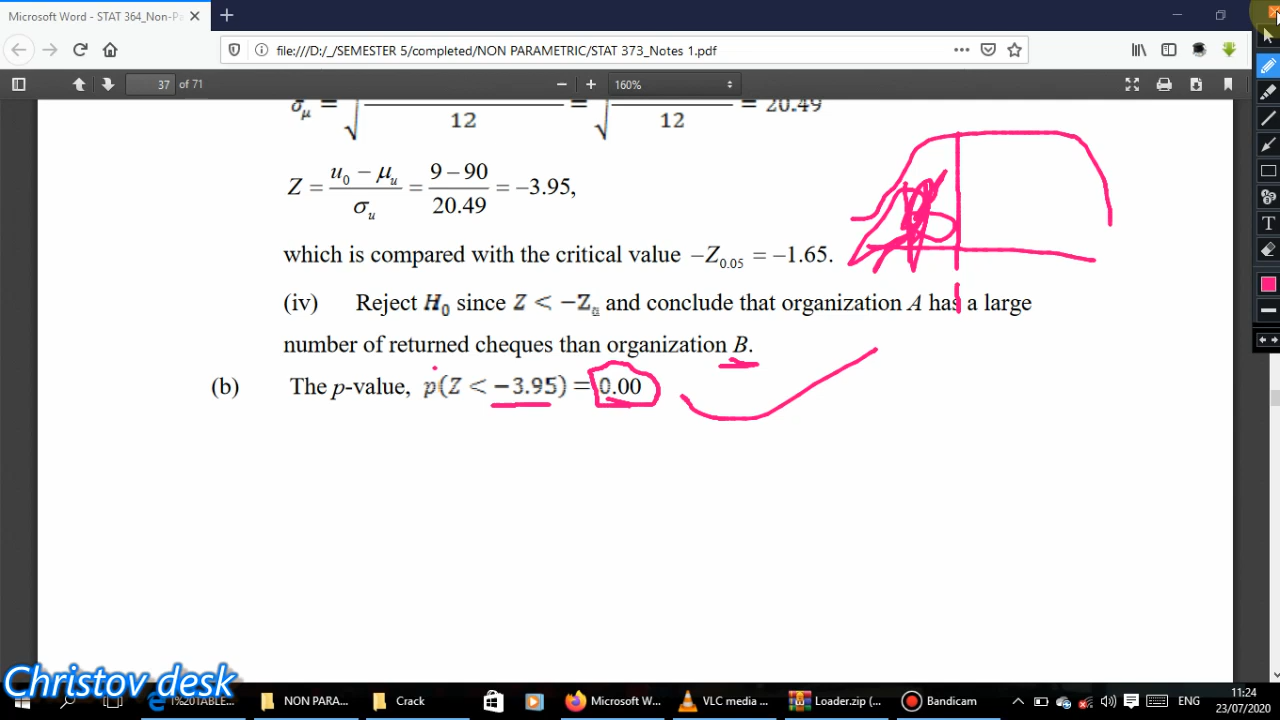 Microsoft Word - STAT 364_Non-Pa
file:///D:/_/SEMESTER 5/completed/NON PARAMETRIC/STAT 373_Notes 1.pdf
37 of 71
160%
σμ = √ 12 = √ 12 = 20.49
Z = u₀ − μᵤ / σᵤ = 9 − 90 / 20.49 = −3.95,
which is compared with the critical value −Z₀.₀₅ = −1.65.
(iv) Reject H₀ since Z < −Zα and conclude that organization A has a large
number of returned cheques than organization B.
(b) The p-value, p(Z < −3.95) = 0.00
Christov desk
%20TABLE...
NON PARA...
Crack
Microsoft W...
VLC media ...
Loader.zip (...
Bandicam
ENG
11:24
23/07/2020